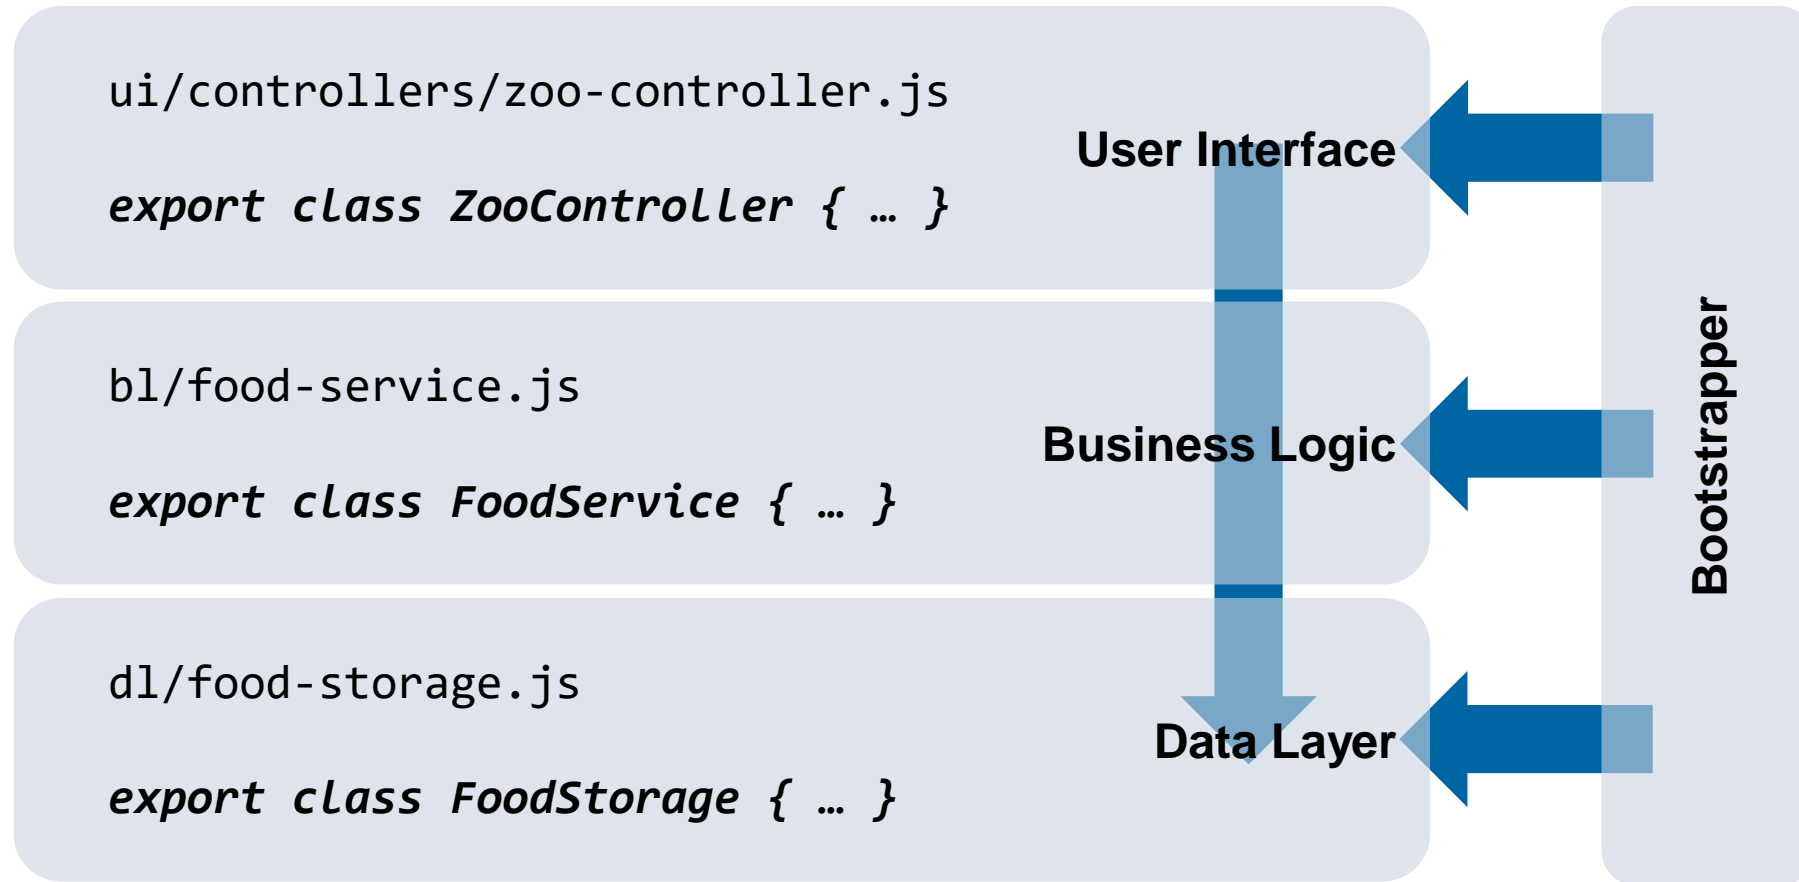 ui/controllers/zoo-controller.js
export class ZooController { … }
User Interface
bl/food-service.js
export class FoodService { … }
Business Logic
dl/food-storage.js
export class FoodStorage { … }
Data Layer
Bootstrapper